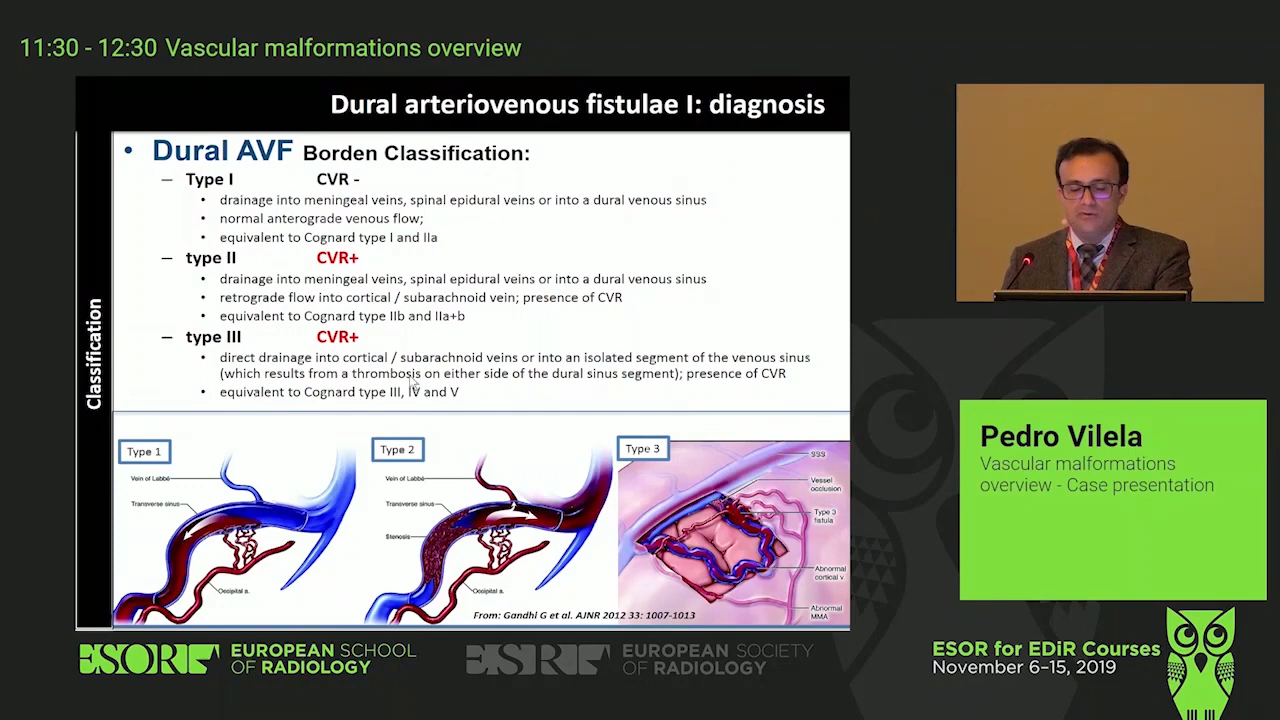 11:30 - 12:30 Vascular malformations overview
Dural arteriovenous fistulae I: diagnosis
Classification
• Dural AVF Borden Classification:
– Type I CVR -
• drainage into meningeal veins, spinal epidural veins or into a dural venous sinus
• normal anterograde venous flow;
• equivalent to Cognard type I and IIa
– type II CVR+
• drainage into meningeal veins, spinal epidural veins or into a dural venous sinus
• retrograde flow into cortical / subarachnoid vein; presence of CVR
• equivalent to Cognard type IIb and IIa+b
– type III CVR+
• direct drainage into cortical / subarachnoid veins or into an isolated segment of the venous sinus
(which results from a thrombosis on either side of the dural sinus segment); presence of CVR
• equivalent to Cognard type III, IV and V
Type 1
Vein of Labbé
Transverse sinus
Occipital a.
Type 2
Vein of Labbé
Transverse sinus
Stenosis
Occipital a.
Type 3
SSS
Vessel
occlusion
Type 3
fistula
Abnormal
cortical v
Abnormal
MMA
From: Gandhi G et al. AJNR 2012 33: 1007-1013
Pedro Vilela
Vascular malformations
overview - Case presentation
ESOR EUROPEAN SCHOOL
OF RADIOLOGY
ESR EUROPEAN SOCIETY
OF RADIOLOGY
ESOR for EDiR Courses
November 6–15, 2019